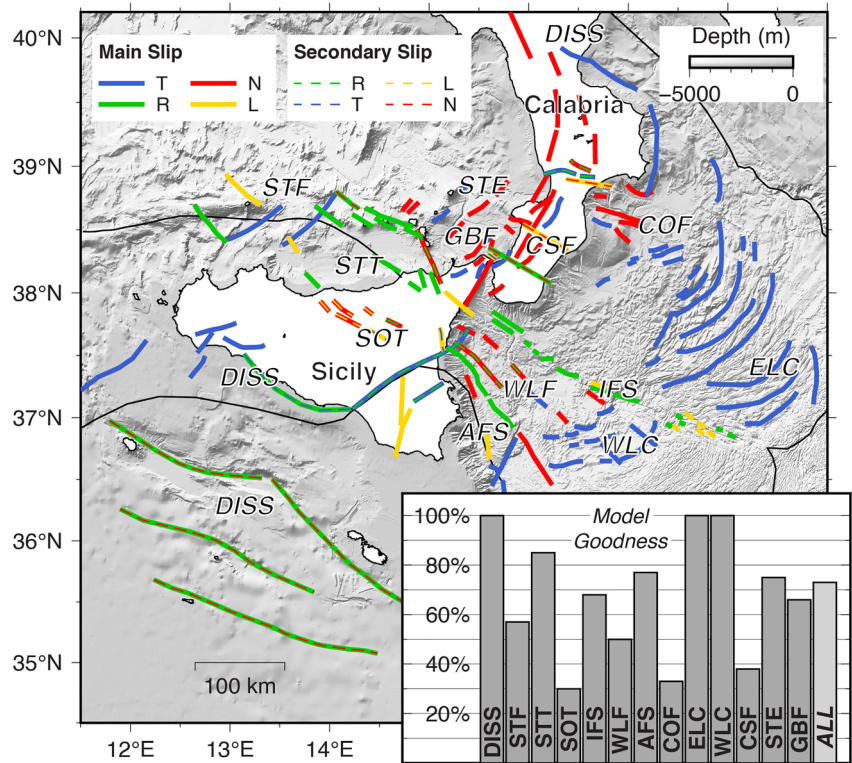 40°N
39°N
38°N
37°N
36°N
35°N
12°E
13°E
14°E
Main Slip
T
N
R
L
Secondary Slip
R
L
T
N
Depth (m)
−5000
0
DISS
Calabria
STF
STE
COF
GBF
CSF
STT
SOT
Sicily
DISS
ELC
IFS
WLF
AFS
WLC
DISS
100 km
Model
Goodness
100%
80%
60%
40%
20%
DISS
STF
STT
SOT
IFS
WLF
AFS
COF
ELC
WLC
CSF
STE
GBF
ALL